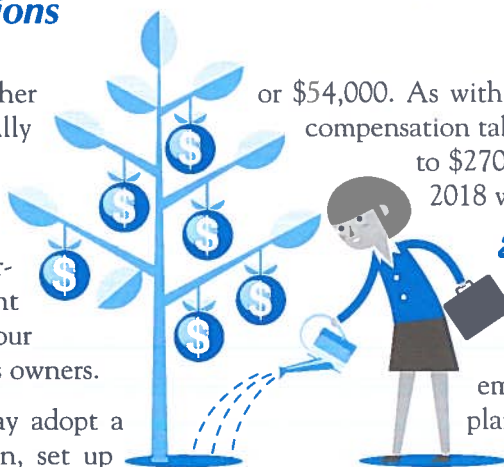 ions
her
lly
r-
nt
our
s owners.
ay adopt a
n, set up
$
$
$
$
$
$
or $54,000. As with
compensation tal
to $270
2018 w
em
plan